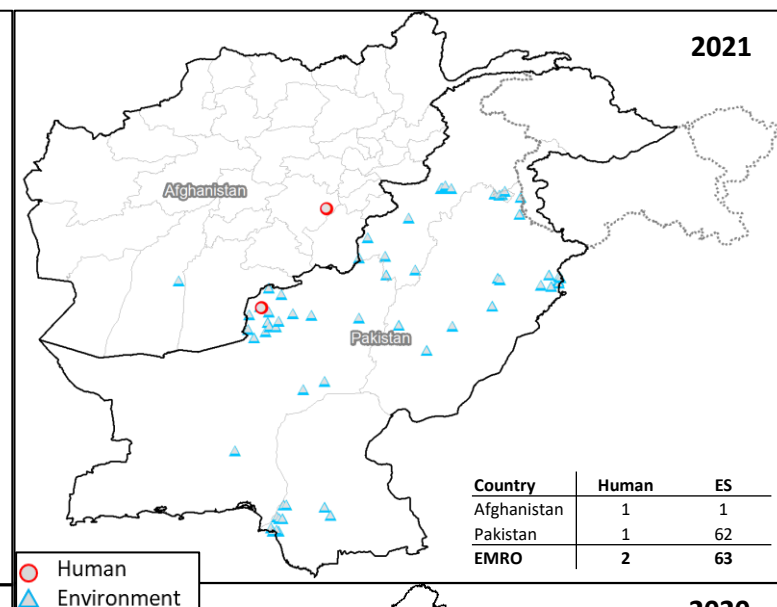 2021
Afghanistan
Pakistan
Country Human ES
Afghanistan 1 1
Pakistan 1 62
EMRO 2 63
Human
Environment